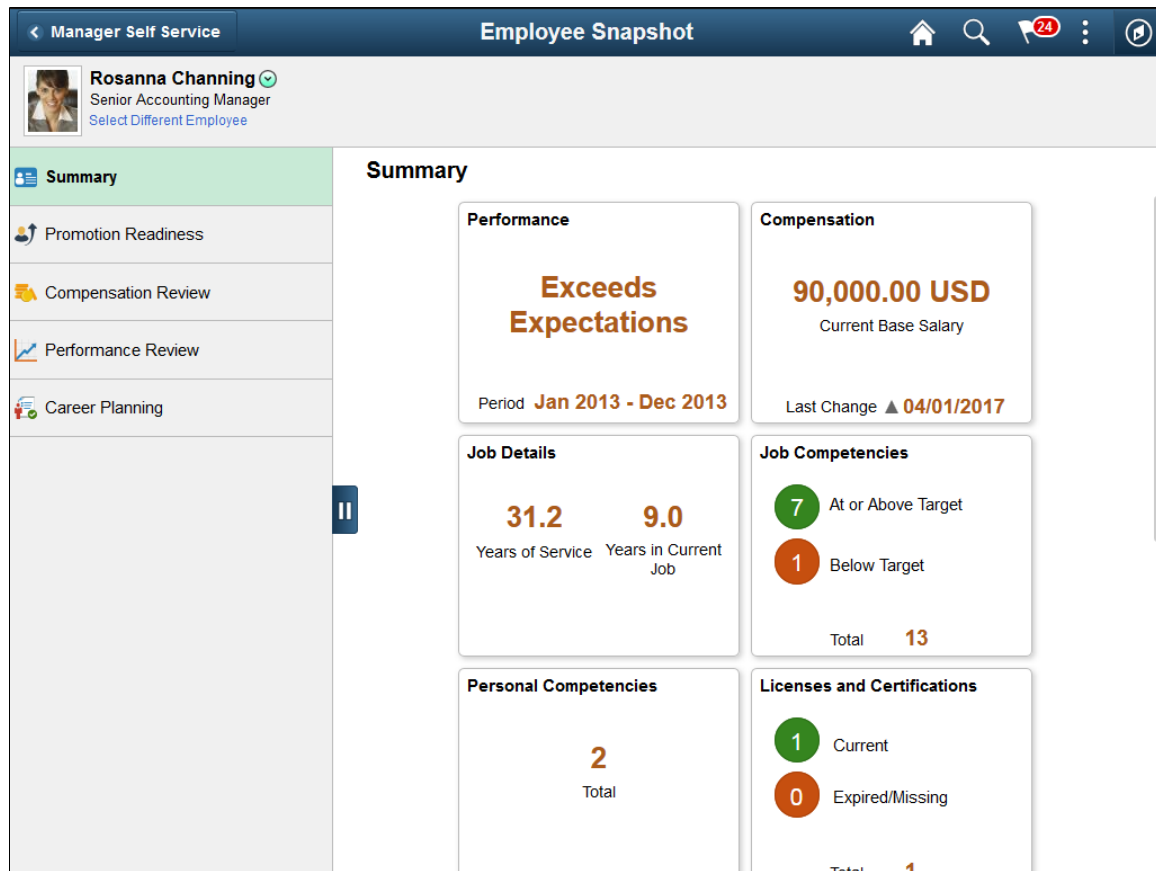 Manager Self Service
Employee Snapshot
24
Rosanna Channing
Senior Accounting Manager
Select Different Employee
Summary
Promotion Readiness
Compensation Review
Performance Review
Career Planning
Summary
Performance
Exceeds
Expectations
Period Jan 2013 - Dec 2013
Compensation
90,000.00 USD
Current Base Salary
Last Change ▲ 04/01/2017
Job Details
31.2
Years of Service
9.0
Years in Current
Job
Job Competencies
7 At or Above Target
1 Below Target
Total 13
Personal Competencies
2
Total
Licenses and Certifications
1 Current
0 Expired/Missing
Total 1